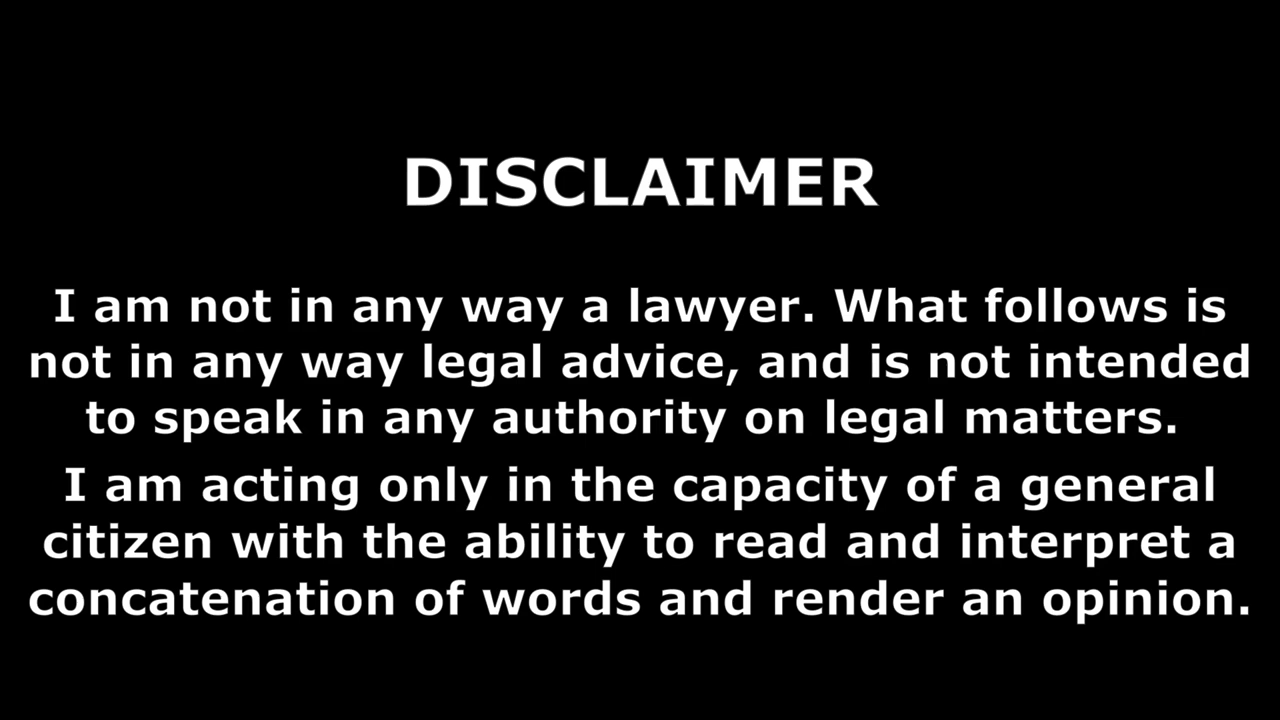 DISCLAIMER
I am not in any way a lawyer. What follows is
not in any way legal advice, and is not intended
to speak in any authority on legal matters.
I am acting only in the capacity of a general
citizen with the ability to read and interpret a
concatenation of words and render an opinion.